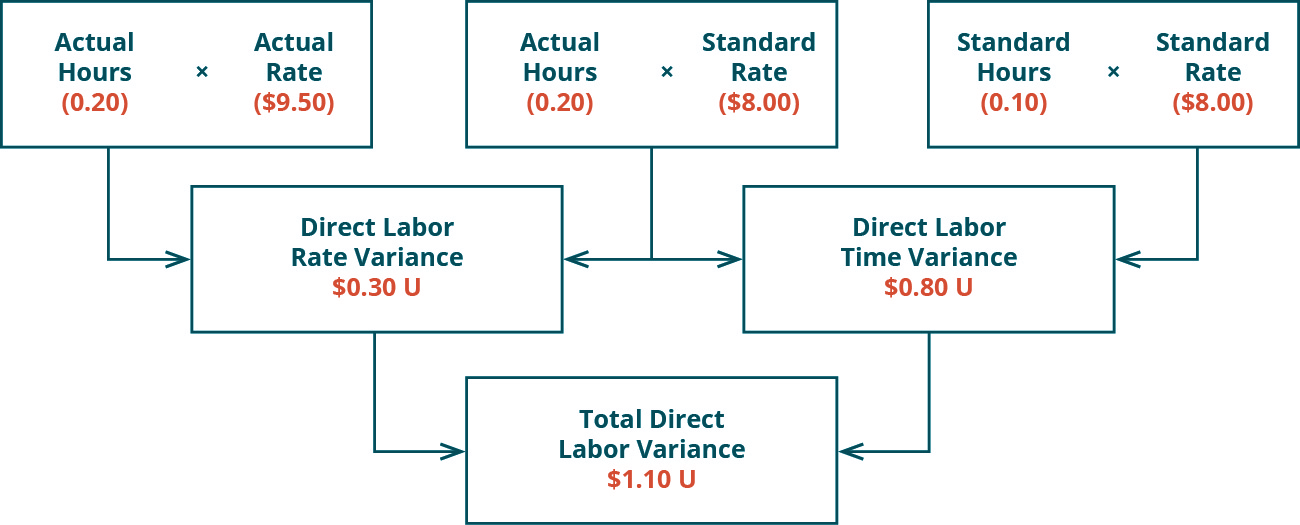 Actual
Hours
(0.20)
×
Actual
Rate
($9.50)
Actual
Hours
(0.20)
×
Standard
Rate
($8.00)
Standard
Hours
(0.10)
×
Standard
Rate
($8.00)
Direct Labor
Rate Variance
$0.30 U
Direct Labor
Time Variance
$0.80 U
Total Direct
Labor Variance
$1.10 U